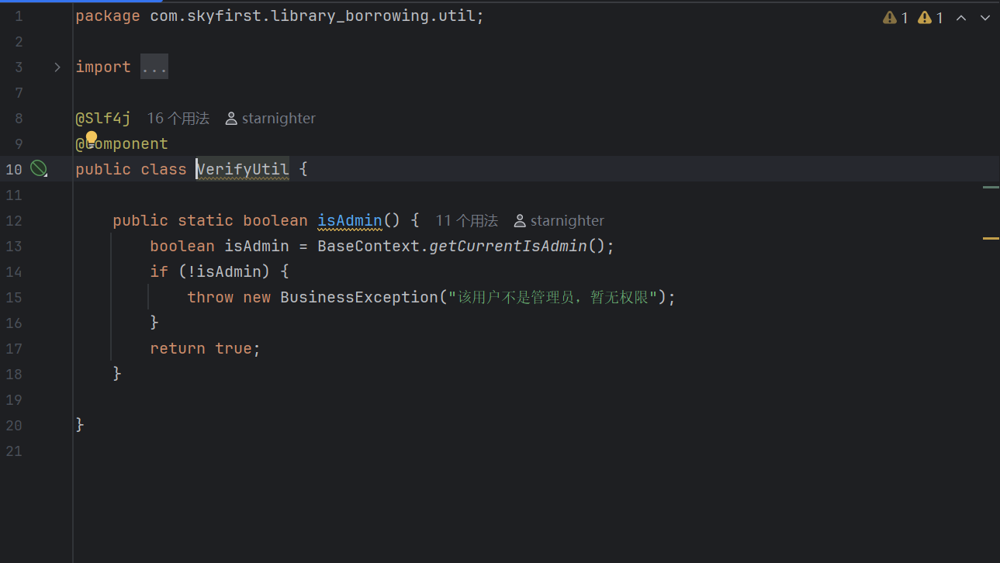 1 package com.skyfirst.library_borrowing.util; 1 1
2
3 import ...
7
8 @Slf4j 16 个用法 starnighter
9 @Component
10 public class VerifyUtil {
11
12 public static boolean isAdmin() { 11 个用法 starnighter
13 boolean isAdmin = BaseContext.getCurrentIsAdmin();
14 if (!isAdmin) {
15 throw new BusinessException("该用户不是管理员，暂无权限");
16 }
17 return true;
18 }
19
20 }
21